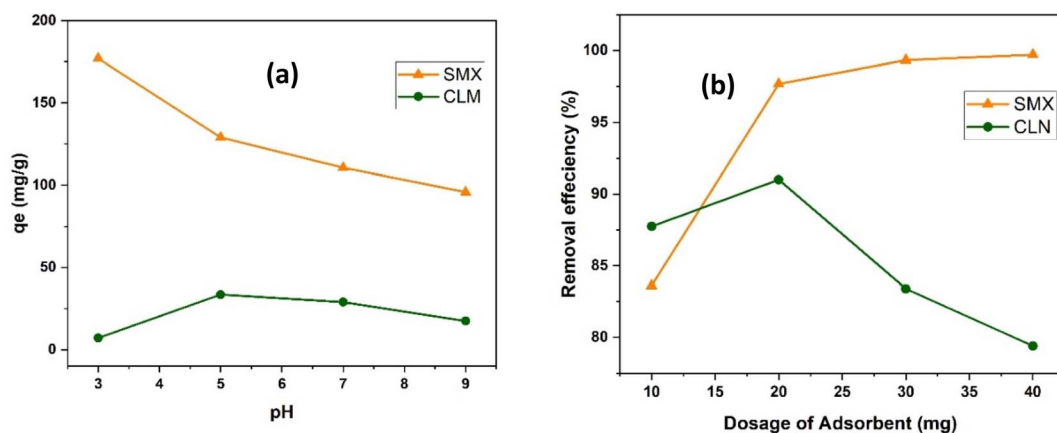 200
150
100
50
0
qe (mg/g)
(a)
SMX
CLM
3 4 5 6 7 8 9
pH
100
95
90
85
80
Removal effeciency (%)
(b)
SMX
CLN
10 15 20 25 30 35 40
Dosage of Adsorbent (mg)